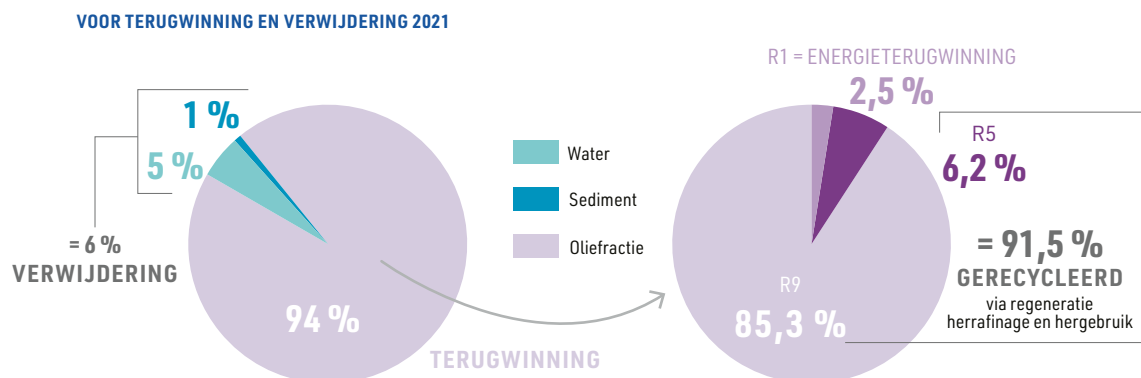 VOOR TERUGWINNING EN VERWIJDERING 2021
1 %
5 %
= 6 %
VERWIJDERING
94 %
TERUGWINNING
Water
Sediment
Oliefractie
R1 = ENERGIETERUGWINNING
2,5 %
R5
6,2 %
R9
85,3 %
= 91,5 %
GERECYCLEERD
via regeneratie
herrafinage en hergebruik